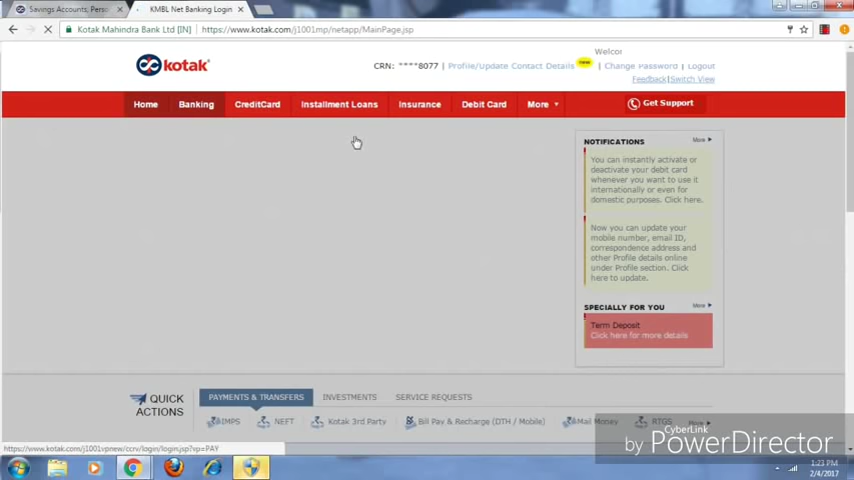 Savings Accounts, Perso
KMBL Net Banking Login
Kotak Mahindra Bank Ltd [IN]
https://www.kotak.com/j1001mp/netapp/MainPage.jsp
kotak
Welcor
CRN: ****8077 | Profile/Update Contact Details new | Change Password | Logout
Feedback|Switch View
Home Banking CreditCard Installment Loans Insurance Debit Card More Get Support
NOTIFICATIONS More
You can instantly activate or
deactivate your debit card
whenever you want to use it
internationally or even for
domestic purposes. Click here.
Now you can update your
mobile number, email ID,
correspondence address and
other Profile details online
under Profile section. Click
here to update.
SPECIALLY FOR YOU More
Term Deposit
Click here for more details
QUICK
ACTIONS
PAYMENTS & TRANSFERS INVESTMENTS SERVICE REQUESTS
IMPS NEFT Kotak 3rd Party Bill Pay & Recharge (DTH / Mobile) Mail Money RTGS More
CyberLink
by PowerDirector
https://www.kotak.com/j1001vpnew/ccrv/login/login.jsp?vp=PAY
1:23 PM
2/4/2017